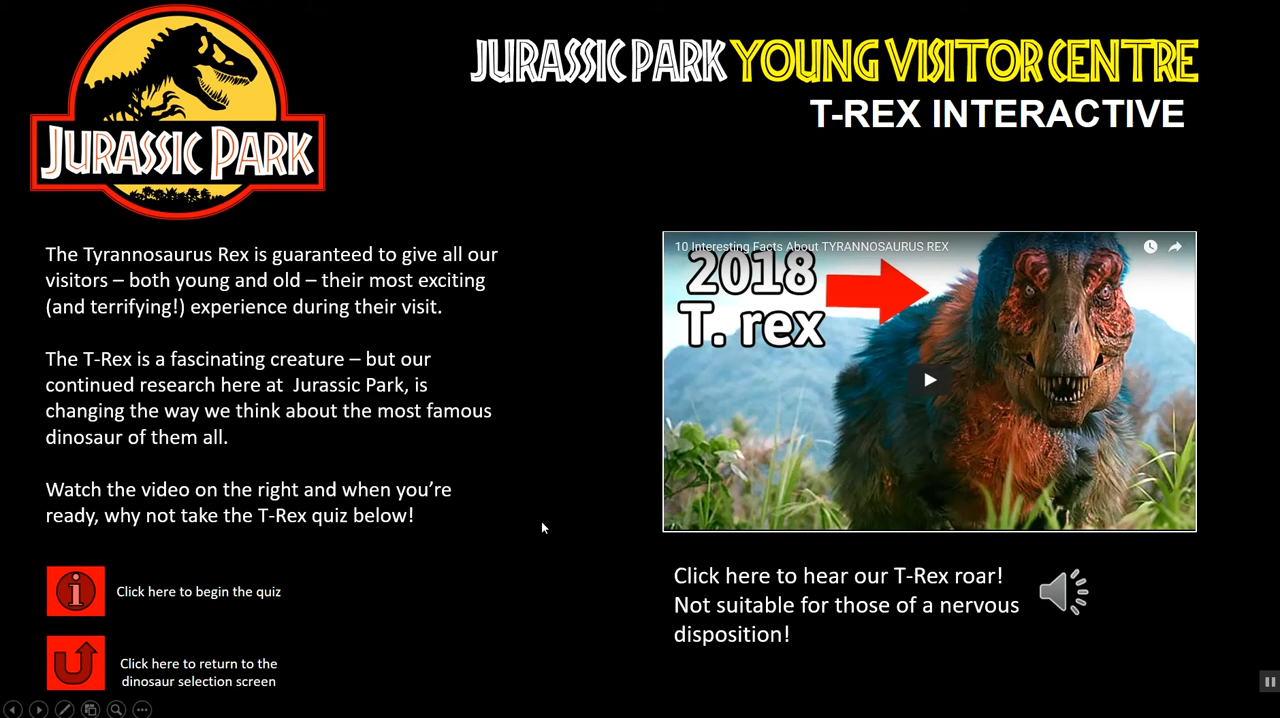 JURASSIC PARK
JURASSIC PARK YOUNG VISITOR CENTRE
T-REX INTERACTIVE
The Tyrannosaurus Rex is guaranteed to give all our
visitors – both young and old – their most exciting
(and terrifying!) experience during their visit.
The T-Rex is a fascinating creature – but our
continued research here at  Jurassic Park, is
changing the way we think about the most famous
dinosaur of them all.
Watch the video on the right and when you're
ready, why not take the T-Rex quiz below!
Click here to begin the quiz
Click here to return to the
dinosaur selection screen
10 Interesting Facts About TYRANNOSAURUS REX
2018
T. rex
Click here to hear our T-Rex roar!
Not suitable for those of a nervous
disposition!